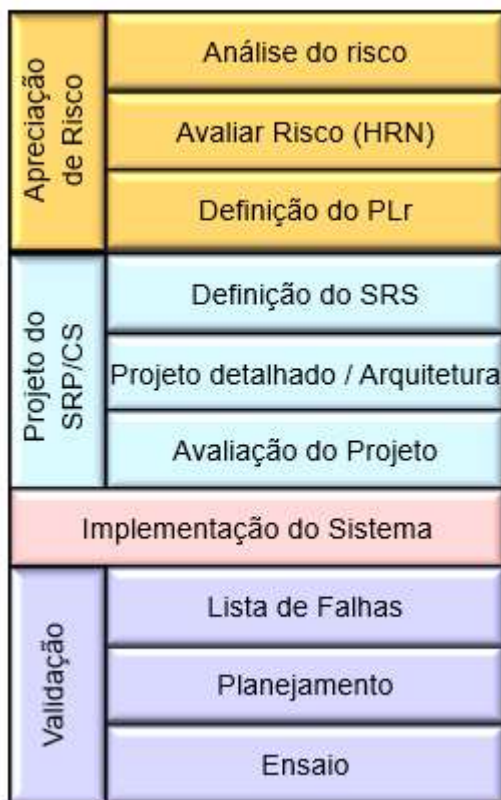 Apreciação
de Risco
Análise do risco
Avaliar Risco (HRN)
Definição do PLr
Projeto do
SRP/CS
Definição do SRS
Projeto detalhado / Arquitetura
Avaliação do Projeto
Implementação do Sistema
Validação
Lista de Falhas
Planejamento
Ensaio